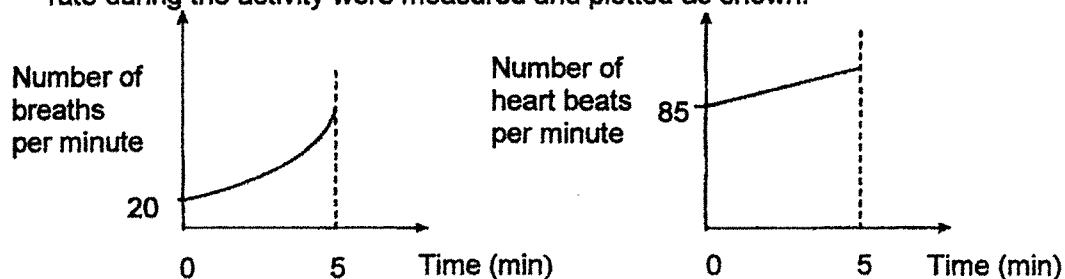 rate during the activity were measured and plotted as shown.
Number of
breaths
per minute
20
0
5
Time (min)
Number of
heart beats
per minute
85
0
5
Time (min)